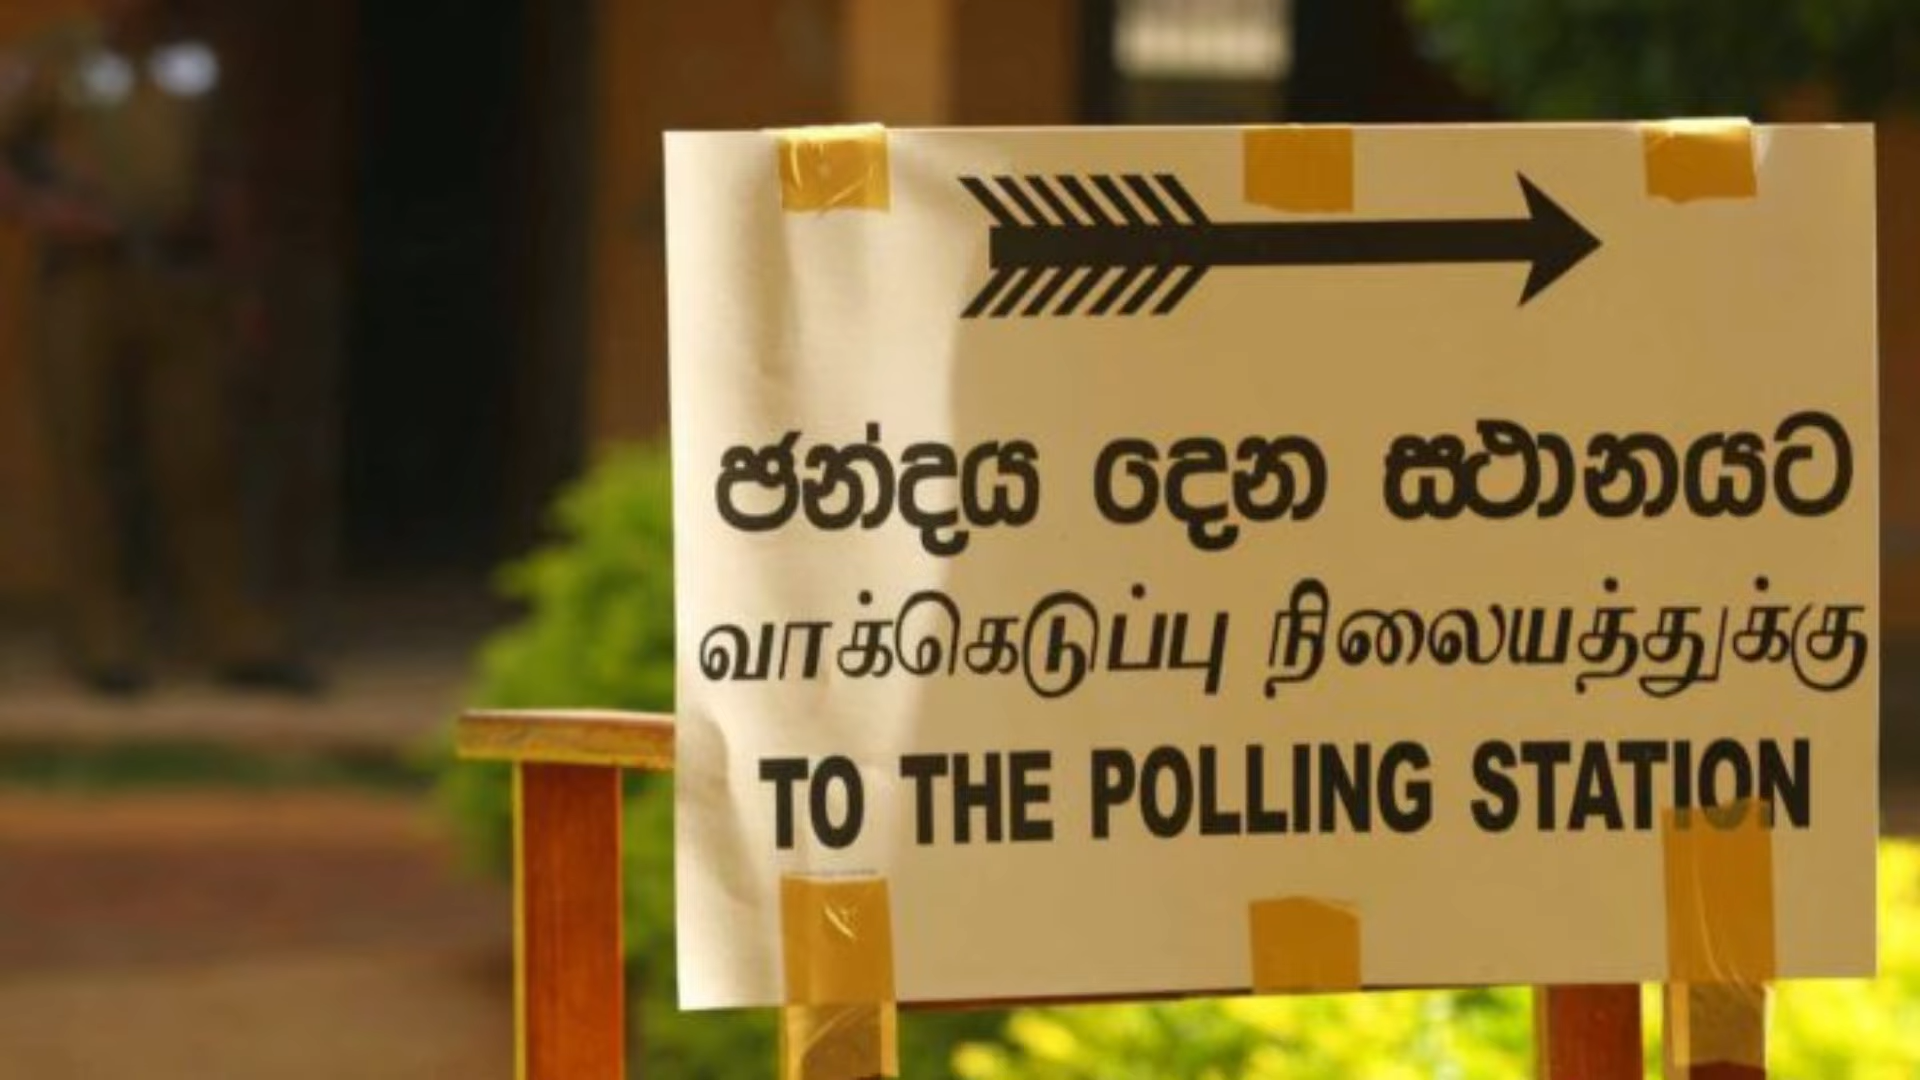 ඡන්දය දෙන ස්ථානයට
வாக்கெடுப்பு நிலையத்துக்கு
TO THE POLLING STATION